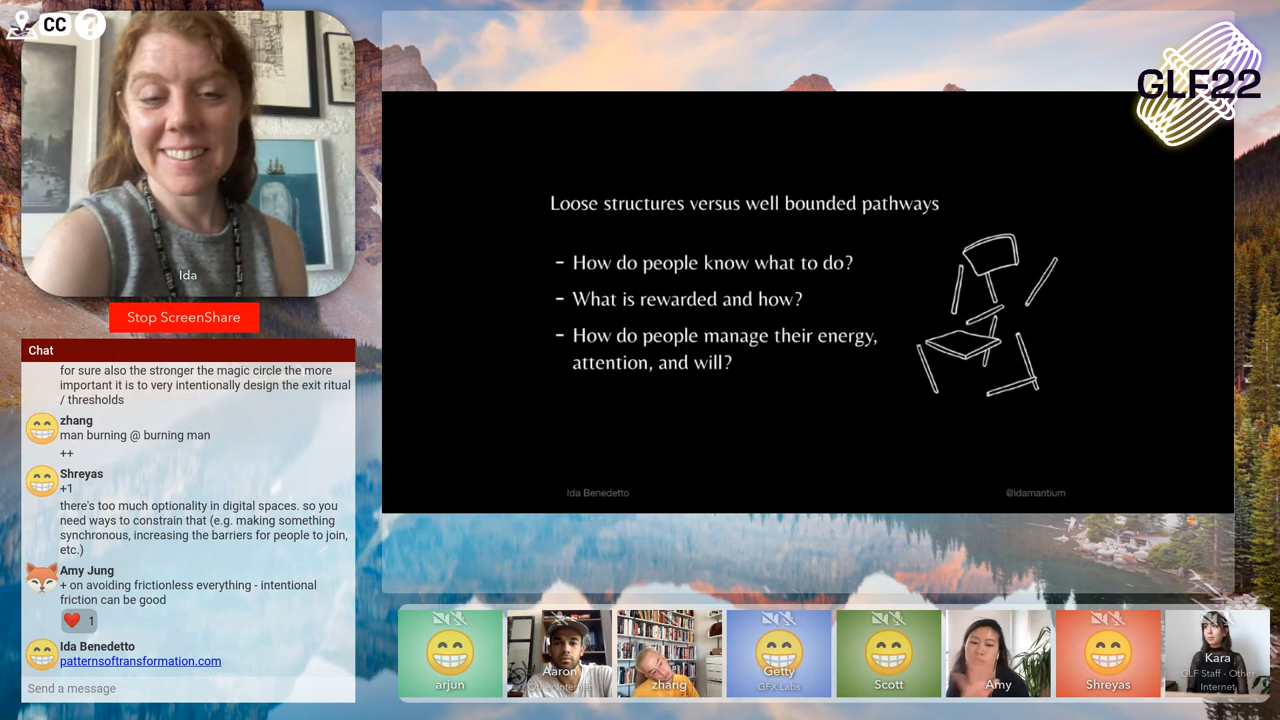 CC
?
GLF22
Ida
Stop ScreenShare
Loose structures versus well bounded pathways
- How do people know what to do?
- What is rewarded and how?
- How do people manage their energy,
attention, and will?
Ida Benedetto
@idamantium
Chat
for sure also the stronger the magic circle the more
important it is to very intentionally design the exit ritual
/ thresholds
zhang
man burning @ burning man
++
Shreyas
+1
there's too much optionality in digital spaces. so you
need ways to constrain that (e.g. making something
synchronous, increasing the barriers for people to join,
etc.)
Amy Jung
+ on avoiding frictionless everything - intentional
friction can be good
1
Ida Benedetto
patternsoftransformation.com
Send a message
arjun
Aaron
Other Internet
zhang
Getty
GFX Labs
Scott
Amy
Shreyas
Kara
GLF Staff - Other
Internet